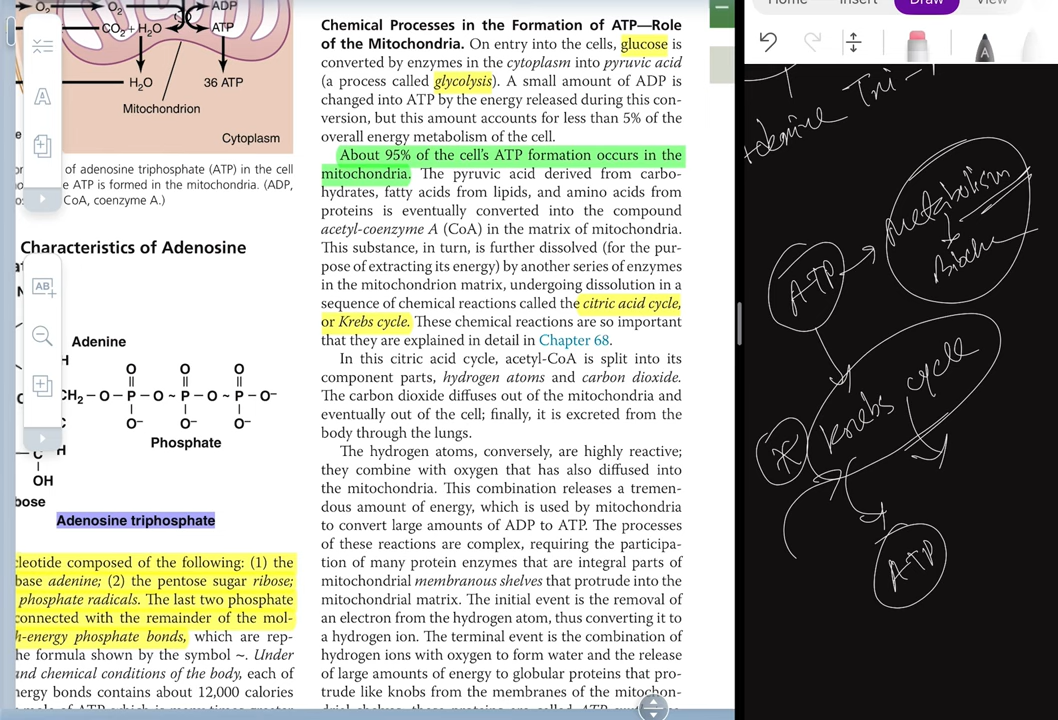 Home
Insert
Draw
View
O₂
O₂
ADP
CO₂ + H₂O
ATP
H₂O
36 ATP
Mitochondrion
Cytoplasm
of adenosine triphosphate (ATP) in the cell
e ATP is formed in the mitochondria. (ADP,
CoA, coenzyme A.)
Characteristics of Adenosine
Adenine
H
O O O
CH₂ – O – P – O ~ P – O ~ P – O⁻
O⁻ O⁻ O⁻
Phosphate
C H
C
OH
bose
Adenosine triphosphate
cleotide composed of the following: (1) the
base adenine; (2) the pentose sugar ribose;
phosphate radicals. The last two phosphate
connected with the remainder of the mol-
h-energy phosphate bonds, which are rep-
he formula shown by the symbol ~. Under
and chemical conditions of the body, each of
nergy bonds contains about 12,000 calories
Chemical Processes in the Formation of ATP—Role
of the Mitochondria. On entry into the cells, glucose is
converted by enzymes in the cytoplasm into pyruvic acid
(a process called glycolysis). A small amount of ADP is
changed into ATP by the energy released during this con-
version, but this amount accounts for less than 5% of the
overall energy metabolism of the cell.
About 95% of the cell's ATP formation occurs in the
mitochondria. The pyruvic acid derived from carbo-
hydrates, fatty acids from lipids, and amino acids from
proteins is eventually converted into the compound
acetyl-coenzyme A (CoA) in the matrix of mitochondria.
This substance, in turn, is further dissolved (for the pur-
pose of extracting its energy) by another series of enzymes
in the mitochondrion matrix, undergoing dissolution in a
sequence of chemical reactions called the citric acid cycle,
or Krebs cycle. These chemical reactions are so important
that they are explained in detail in Chapter 68.
In this citric acid cycle, acetyl-CoA is split into its
component parts, hydrogen atoms and carbon dioxide.
The carbon dioxide diffuses out of the mitochondria and
eventually out of the cell; finally, it is excreted from the
body through the lungs.
The hydrogen atoms, conversely, are highly reactive;
they combine with oxygen that has also diffused into
the mitochondria. This combination releases a tremen-
dous amount of energy, which is used by mitochondria
to convert large amounts of ADP to ATP. The processes
of these reactions are complex, requiring the participa-
tion of many protein enzymes that are integral parts of
mitochondrial membranous shelves that protrude into the
mitochondrial matrix. The initial event is the removal of
an electron from the hydrogen atom, thus converting it to
a hydrogen ion. The terminal event is the combination of
hydrogen ions with oxygen to form water and the release
of large amounts of energy to globular proteins that pro-
trude like knobs from the membranes of the mitochon-
Tri -
metabolism
Bioche
ATP
Krebs cycle
ATP